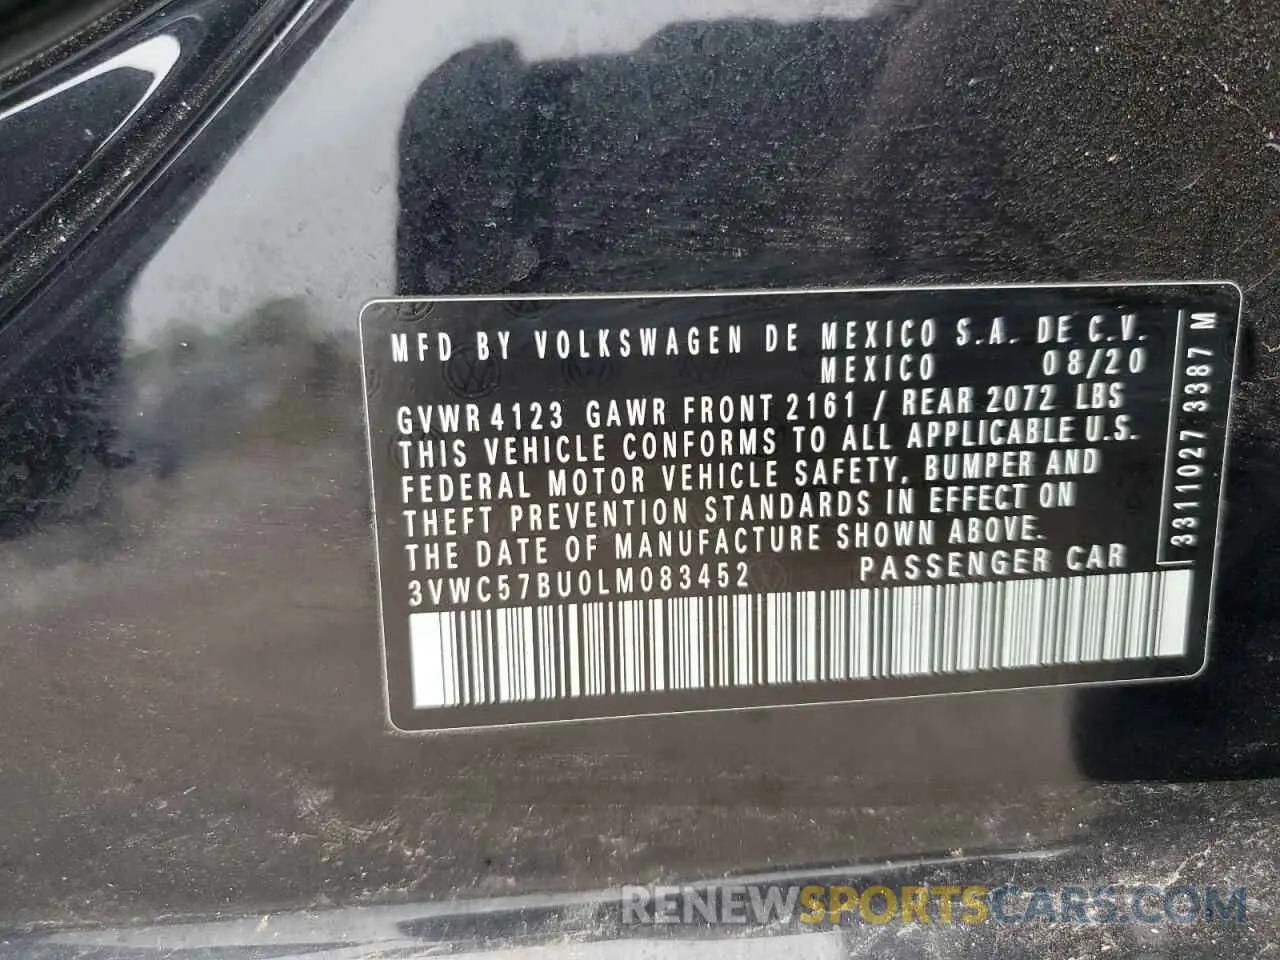 MFD BY VOLKSWAGEN DE MEXICO S.A. DE C.V.
MEXICO 08/20
GVWR 4123 GAWR FRONT 2161 / REAR 2072 LBS
THIS VEHICLE CONFORMS TO ALL APPLICABLE U.S.
FEDERAL MOTOR VEHICLE SAFETY, BUMPER AND
THEFT PREVENTION STANDARDS IN EFFECT ON
THE DATE OF MANUFACTURE SHOWN ABOVE.
3VWC57BU0LM083452 PASSENGER CAR
3311027 3387 M
RENEWSPORTSCARS.COM